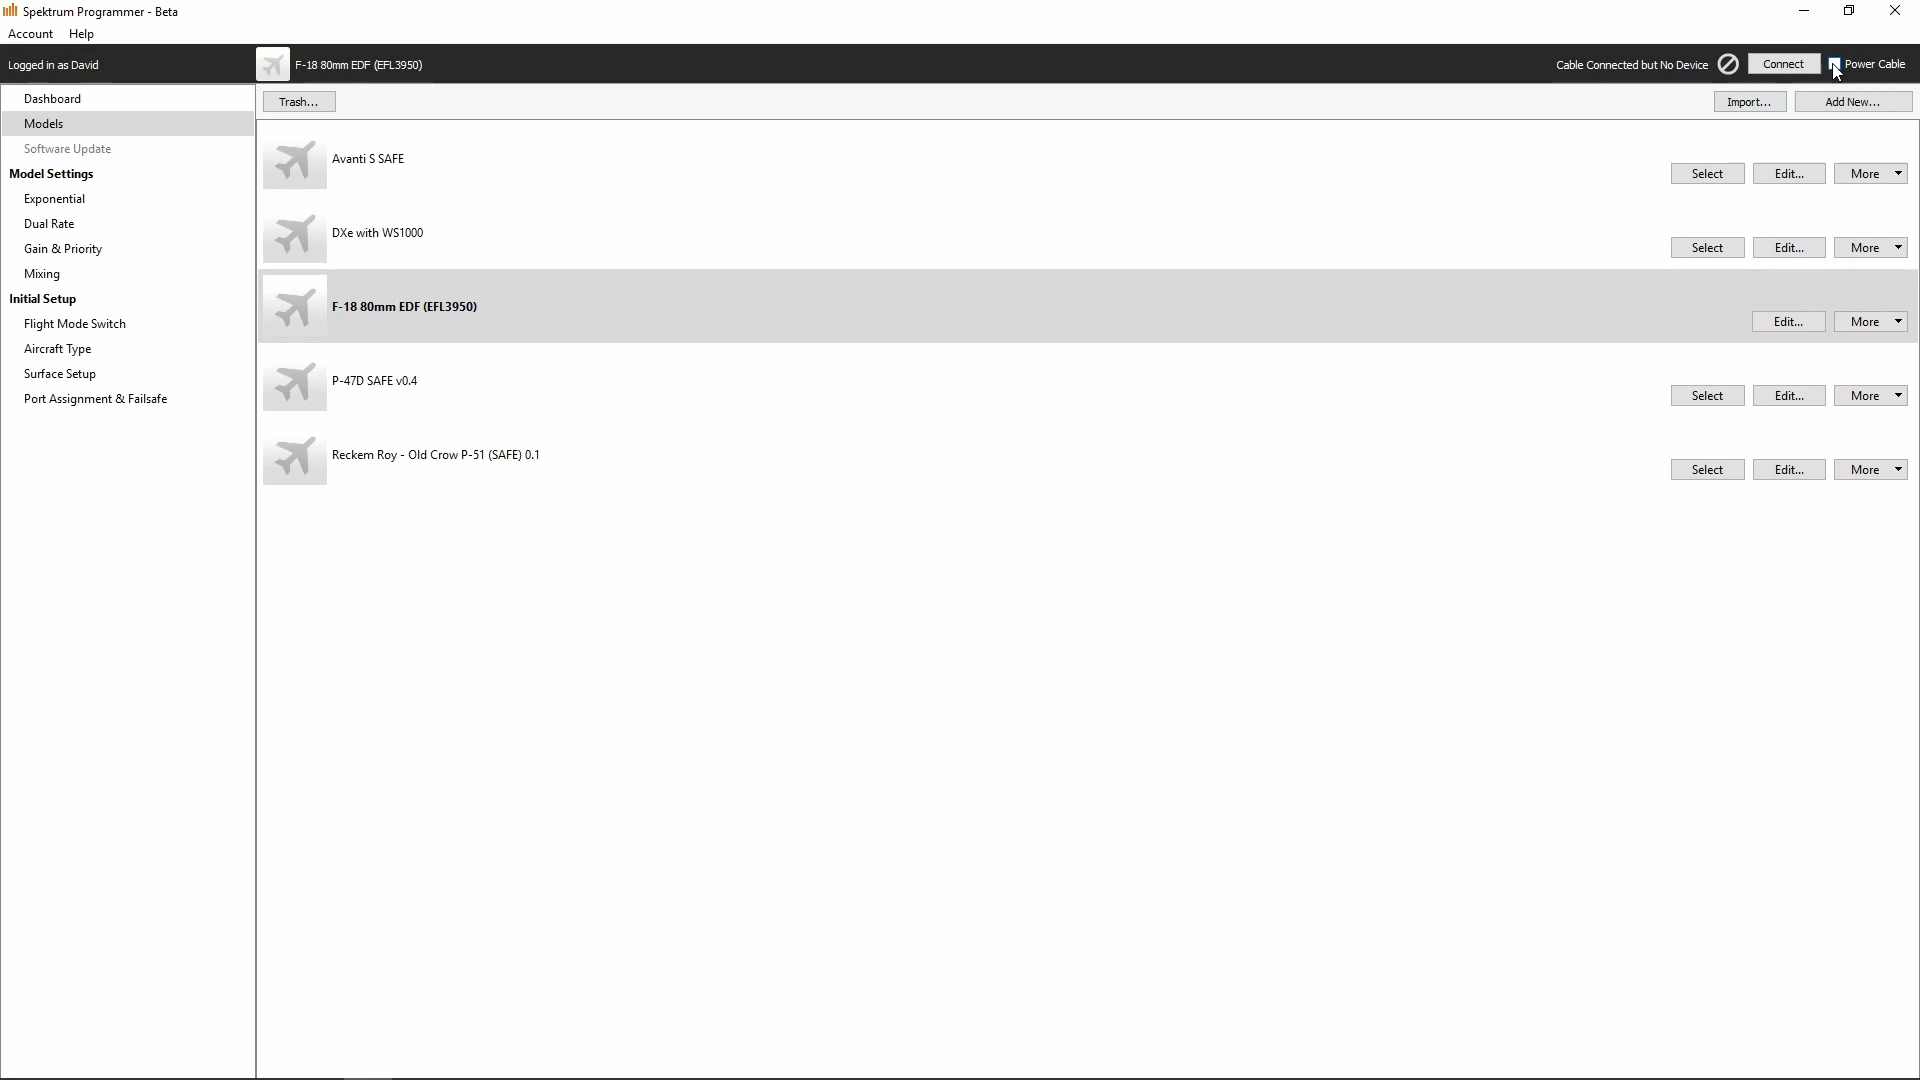 Spektrum Programmer - Beta
Account Help
Logged in as David
F-18 80mm EDF (EFL3950)
Cable Connected but No Device
Connect
Power Cable
Dashboard
Models
Software Update
Model Settings
Exponential
Dual Rate
Gain & Priority
Mixing
Initial Setup
Flight Mode Switch
Aircraft Type
Surface Setup
Port Assignment & Failsafe
Trash...
Import...
Add New...
Avanti S SAFE
Select Edit... More
DXe with WS1000
Select Edit... More
F-18 80mm EDF (EFL3950)
Edit... More
P-47D SAFE v0.4
Select Edit... More
Reckem Roy - Old Crow P-51 (SAFE) 0.1
Select Edit... More